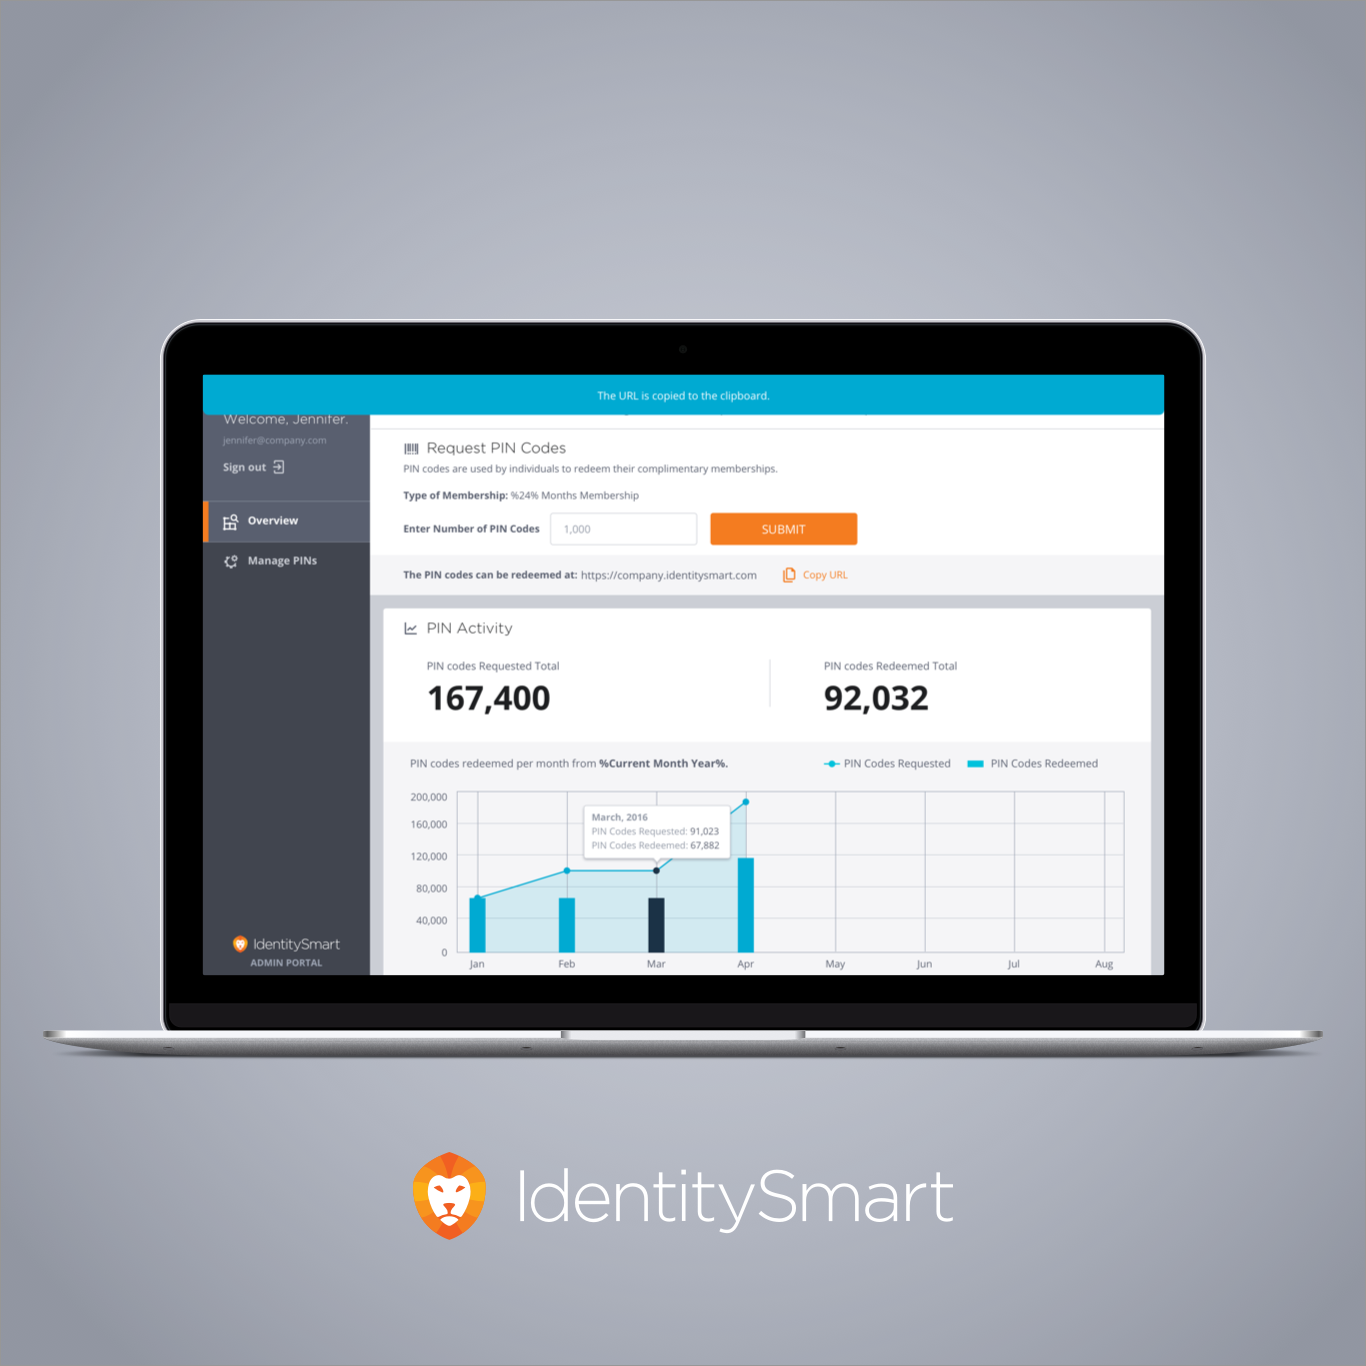 The URL is copied to the clipboard.
Welcome, Jennifer.
jennifer@company.com
Sign out
Overview
Manage PINs
IdentitySmart
ADMIN PORTAL
Request PIN Codes
PIN codes are used by individuals to redeem their complimentary memberships.
Type of Membership: %24% Months Membership
Enter Number of PIN Codes 1,000 SUBMIT
The PIN codes can be redeemed at: https://company.identitysmart.com Copy URL
PIN Activity
PIN codes Requested Total
167,400
PIN codes Redeemed Total
92,032
PIN codes redeemed per month from %Current Month Year%.
PIN Codes Requested PIN Codes Redeemed
200,000
160,000
120,000
80,000
40,000
0
March, 2016
PIN Codes Requested: 91,023
PIN Codes Redeemed: 67,882
Jan Feb Mar Apr May Jun Jul Aug
IdentitySmart